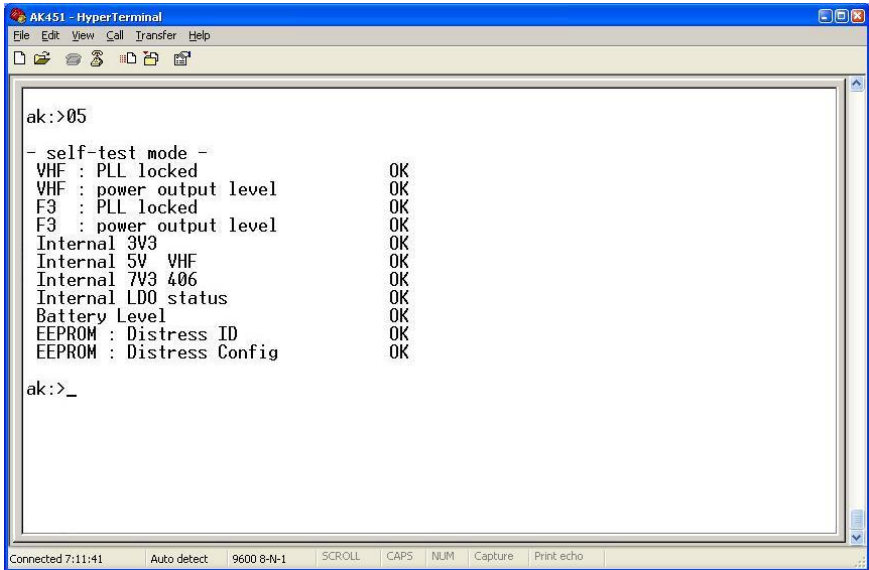 AK451 - HyperTerminal
File Edit View Call Transfer Help
ak:>05
- self-test mode -
VHF : PLL locked OK
VHF : power output level OK
F3 : PLL locked OK
F3 : power output level OK
Internal 3V3 OK
Internal 5V VHF OK
Internal 7V3 406 OK
Internal LDO status OK
Battery Level OK
EEPROM : Distress ID OK
EEPROM : Distress Config OK
ak:>_
Connected 7:11:41 Auto detect 9600 8-N-1 SCROLL CAPS NUM Capture Print echo